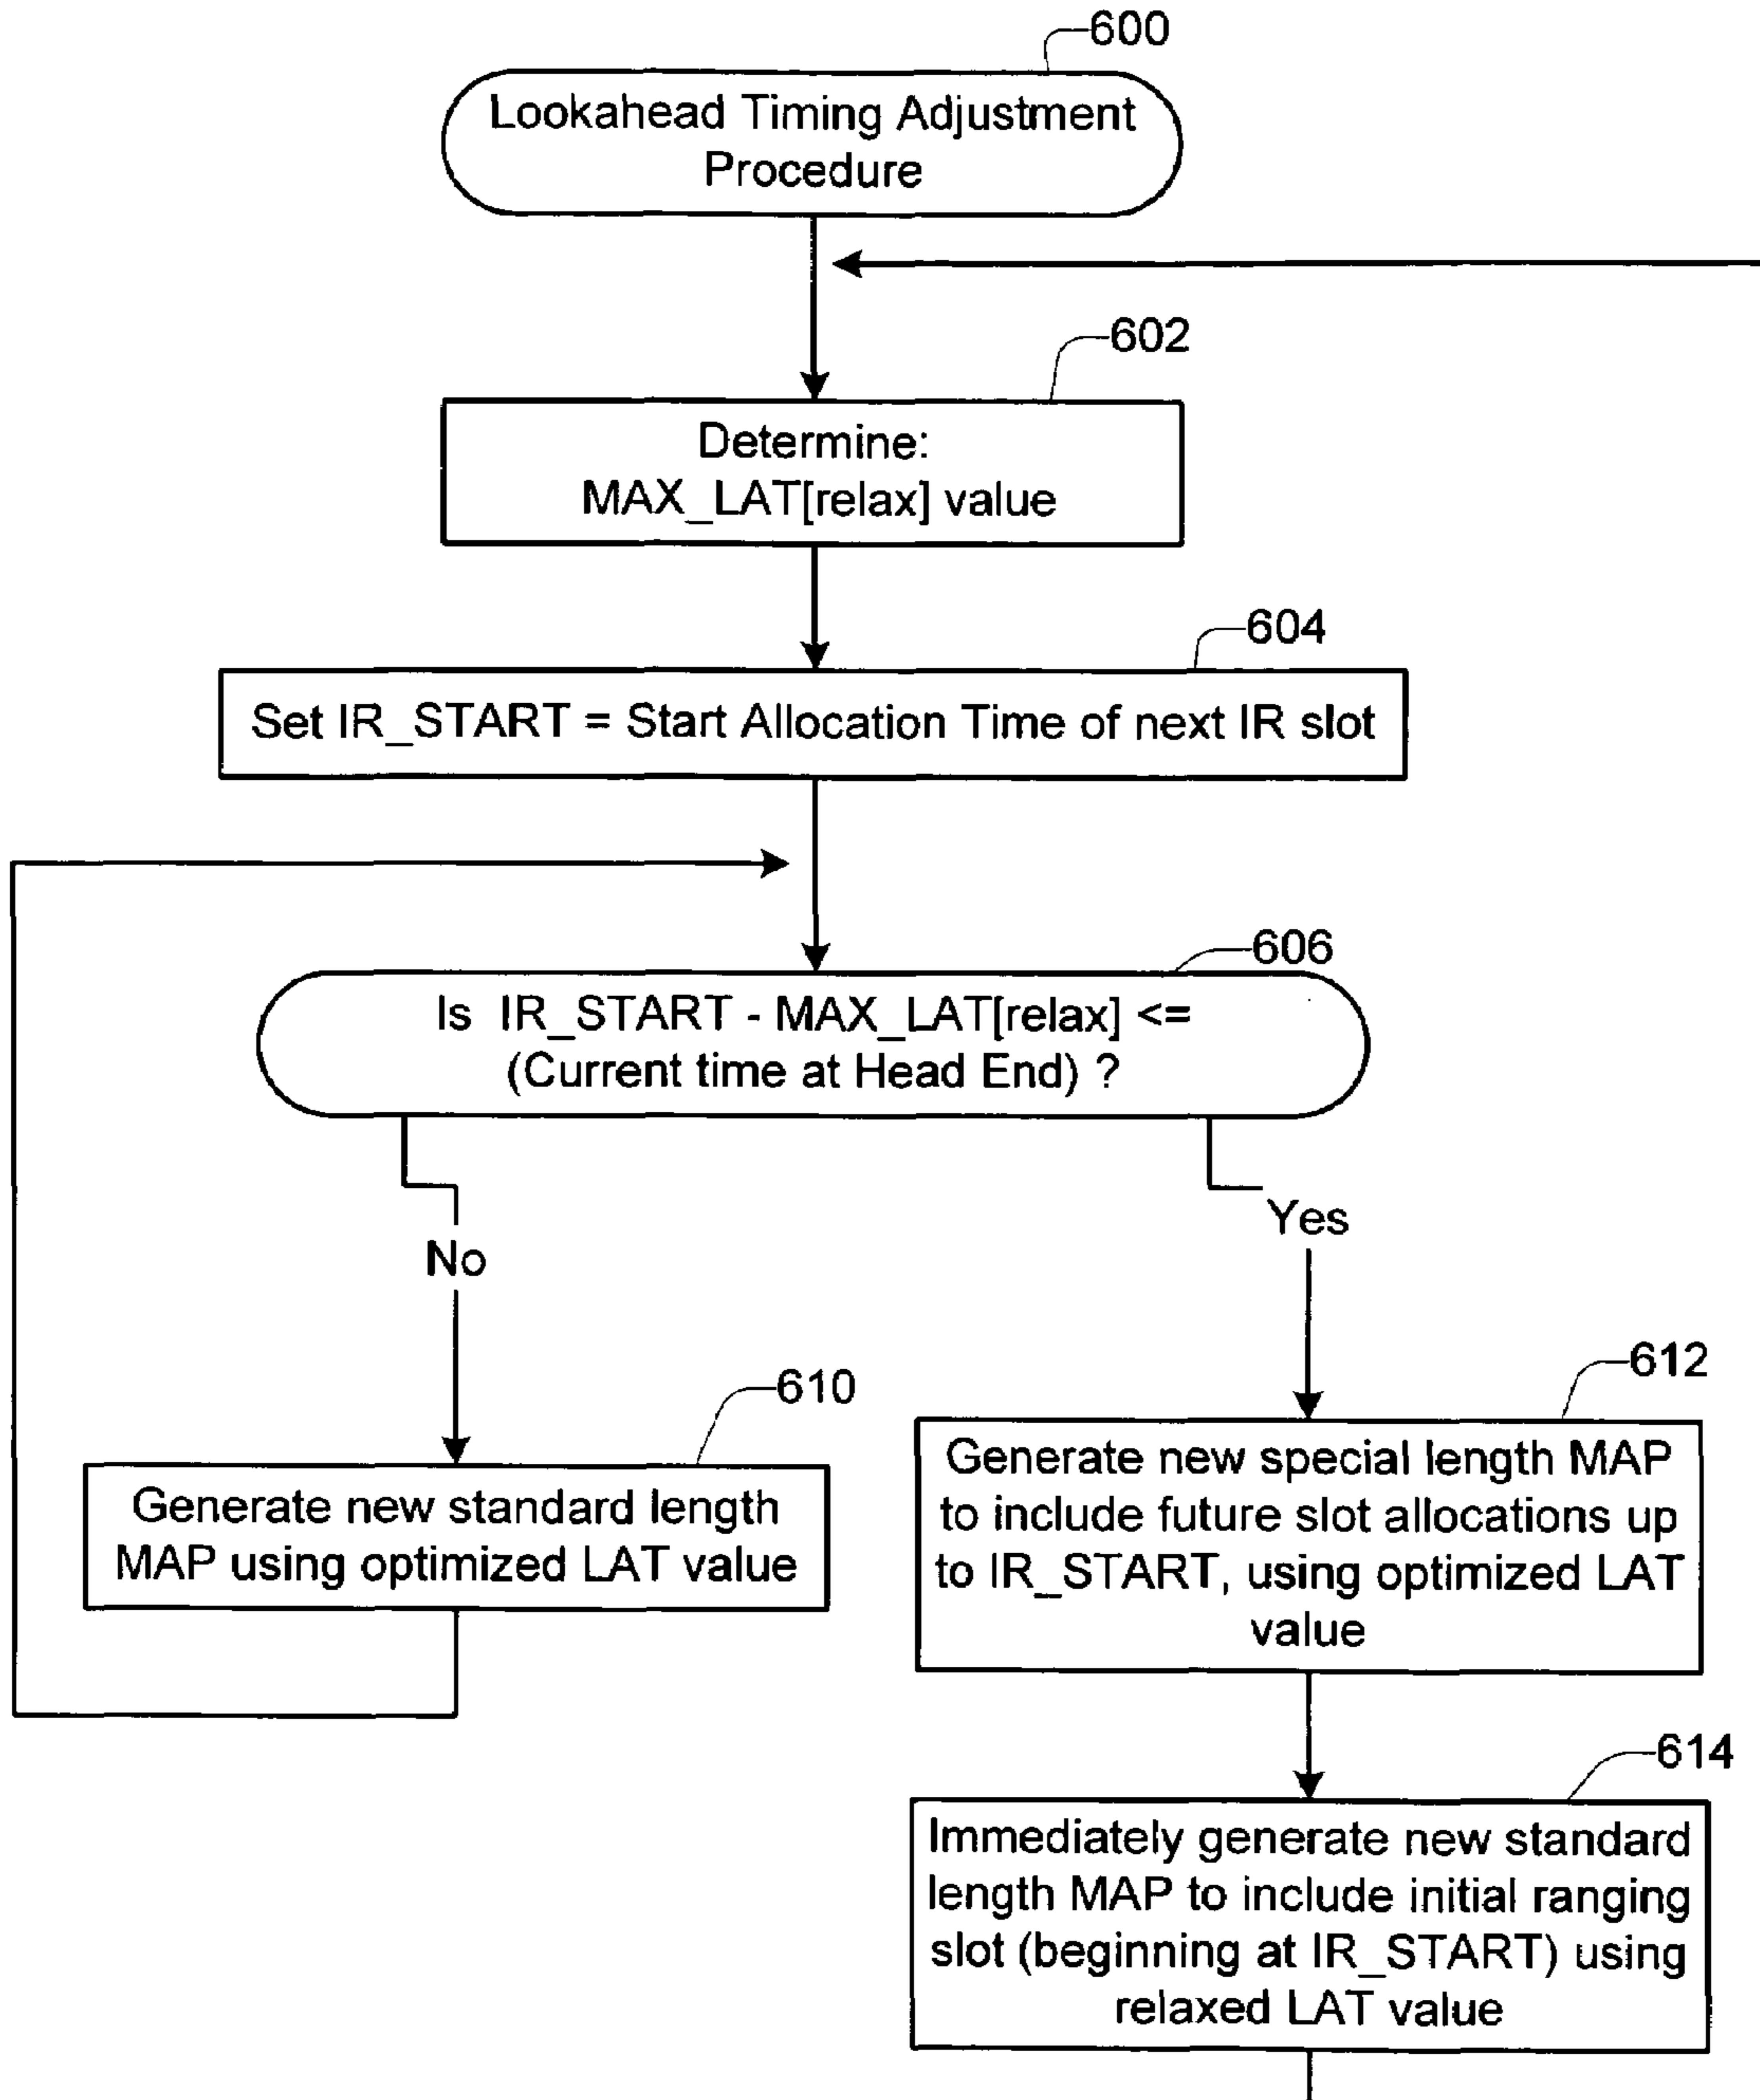 600
Lookahead Timing Adjustment
Procedure
602
Determine:
MAX_LAT[relax] value
604
Set IR_START = Start Allocation Time of next IR slot
606
Is IR_START - MAX_LAT[relax] <=
(Current time at Head End) ?
No
Yes
610
Generate new standard length
MAP using optimized LAT value
612
Generate new special length MAP
to include future slot allocations up
to IR_START, using optimized LAT
value
614
Immediately generate new standard
length MAP to include initial ranging
slot (beginning at IR_START) using
relaxed LAT value